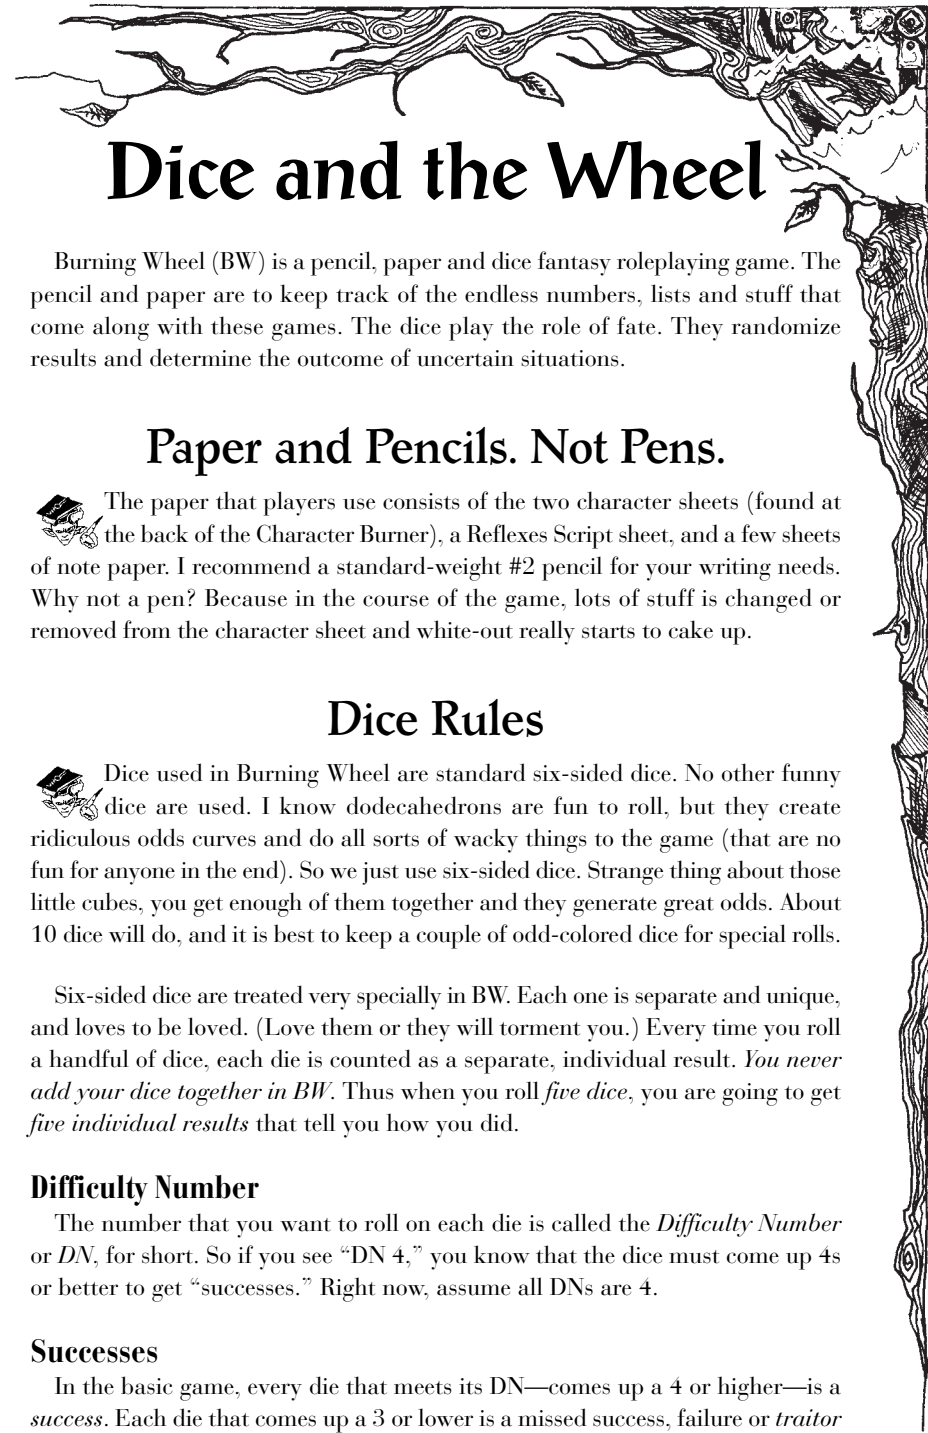 Dice and the Wheel
Burning Wheel (BW) is a pencil, paper and dice fantasy roleplaying game. The
pencil and paper are to keep track of the endless numbers, lists and stuff that
come along with these games. The dice play the role of fate. They randomize
results and determine the outcome of uncertain situations.
Paper and Pencils. Not Pens.
The paper that players use consists of the two character sheets (found at
the back of the Character Burner), a Reflexes Script sheet, and a few sheets
of note paper. I recommend a standard-weight #2 pencil for your writing needs.
Why not a pen? Because in the course of the game, lots of stuff is changed or
removed from the character sheet and white-out really starts to cake up.
Dice Rules
Dice used in Burning Wheel are standard six-sided dice. No other funny
dice are used. I know dodecahedrons are fun to roll, but they create
ridiculous odds curves and do all sorts of wacky things to the game (that are no
fun for anyone in the end). So we just use six-sided dice. Strange thing about those
little cubes, you get enough of them together and they generate great odds. About
10 dice will do, and it is best to keep a couple of odd-colored dice for special rolls.
Six-sided dice are treated very specially in BW. Each one is separate and unique,
and loves to be loved. (Love them or they will torment you.) Every time you roll
a handful of dice, each die is counted as a separate, individual result. You never
add your dice together in BW. Thus when you roll five dice, you are going to get
five individual results that tell you how you did.
Difficulty Number
The number that you want to roll on each die is called the Difficulty Number
or DN, for short. So if you see “DN 4,” you know that the dice must come up 4s
or better to get “successes.” Right now, assume all DNs are 4.
Successes
In the basic game, every die that meets its DN—comes up a 4 or higher—is a
success. Each die that comes up a 3 or lower is a missed success, failure or traitor